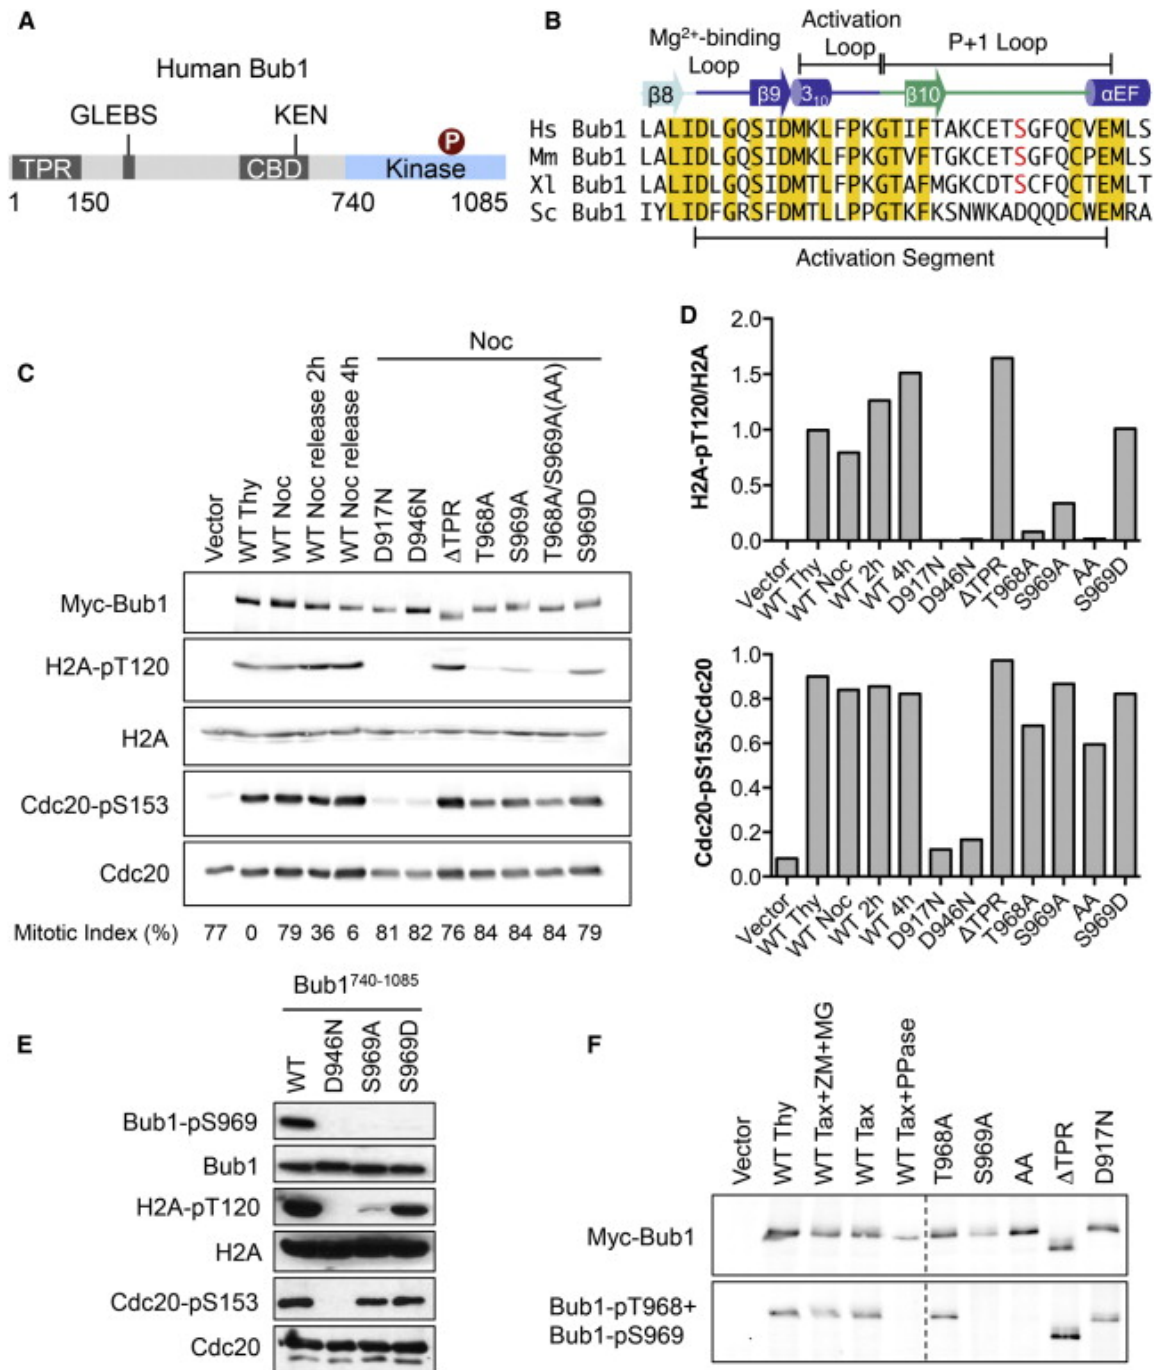 A
Human Bub1
GLEBS
KEN
P
TPR
CBD
Kinase
1
150
740
1085
B
Mg2+-binding Loop
Activation Loop
P+1 Loop
β8
β9
3₁₀
β10
αEF
Hs Bub1 LALIDLGQSIDMKLFPKGTIFTAKCETSGFQCVEMLS
Mm Bub1 LALIDLGQSIDMKLFPKGTVFTGKCETSGFQCPEMLS
Xl Bub1 LALIDLGQSIDMTLFPKGTAFMGKCDTSCFQCTEMLT
Sc Bub1 IYLIDFGRSFDMTLLPPGTKFKSNWKADQQDCWEMRA
Activation Segment
C
Noc
Vector
WT Thy
WT Noc
WT Noc release 2h
WT Noc release 4h
D917N
D946N
ΔTPR
T968A
S969A
T968A/S969A(AA)
S969D
Myc-Bub1
H2A-pT120
H2A
Cdc20-pS153
Cdc20
Mitotic Index (%) 77 0 79 36 6 81 82 76 84 84 84 79
D
H2A-pT120/H2A
2.0
1.5
1.0
0.5
0.0
Vector
WT Thy
WT Noc
WT 2h
WT 4h
D917N
D946N
ΔTPR
T968A
S969A
AA
S969D
Cdc20-pS153/Cdc20
1.0
0.8
0.6
0.4
0.2
0.0
Vector
WT Thy
WT Noc
WT 2h
WT 4h
D917N
D946N
ΔTPR
T968A
S969A
AA
S969D
E
Bub1740-1085
WT
D946N
S969A
S969D
Bub1-pS969
Bub1
H2A-pT120
H2A
Cdc20-pS153
Cdc20
F
Vector
WT Thy
WT Tax+ZM+MG
WT Tax
WT Tax+PPase
T968A
S969A
AA
ΔTPR
D917N
Myc-Bub1
Bub1-pT968+
Bub1-pS969